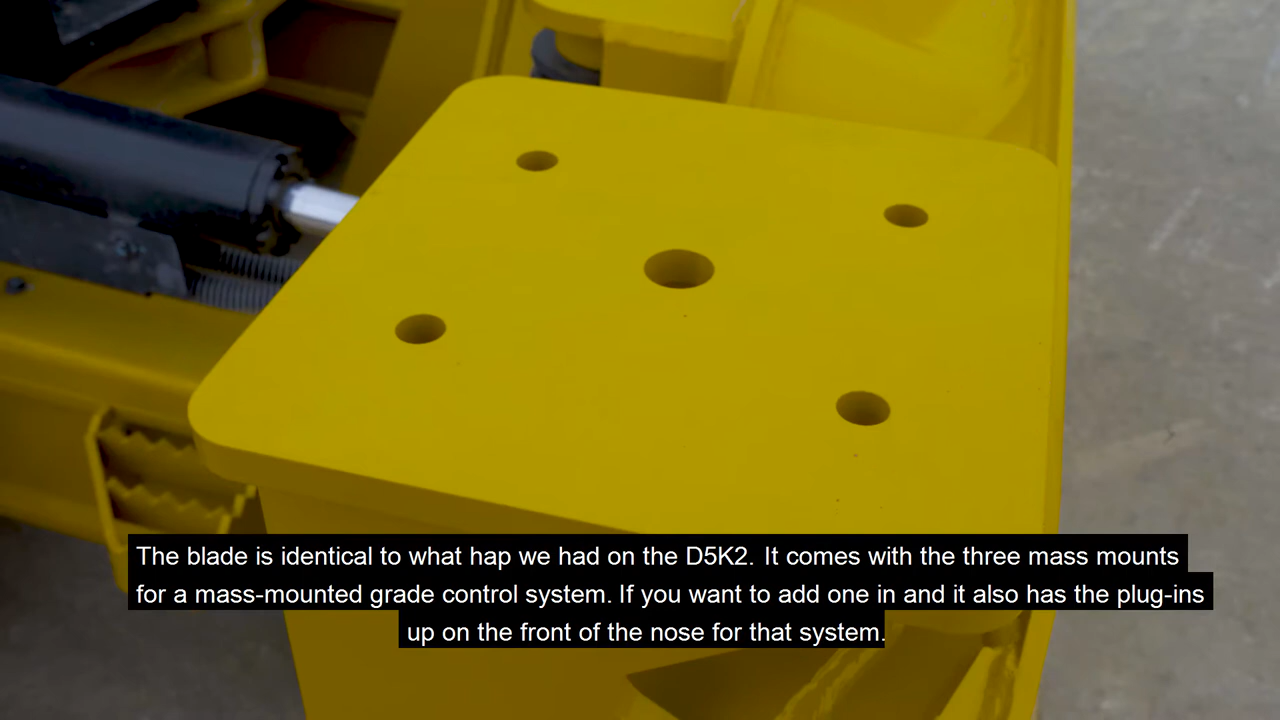 The blade is identical to what hap we had on the D5K2. It comes with the three mass mounts
for a mass-mounted grade control system. If you want to add one in and it also has the plug-ins
up on the front of the nose for that system.